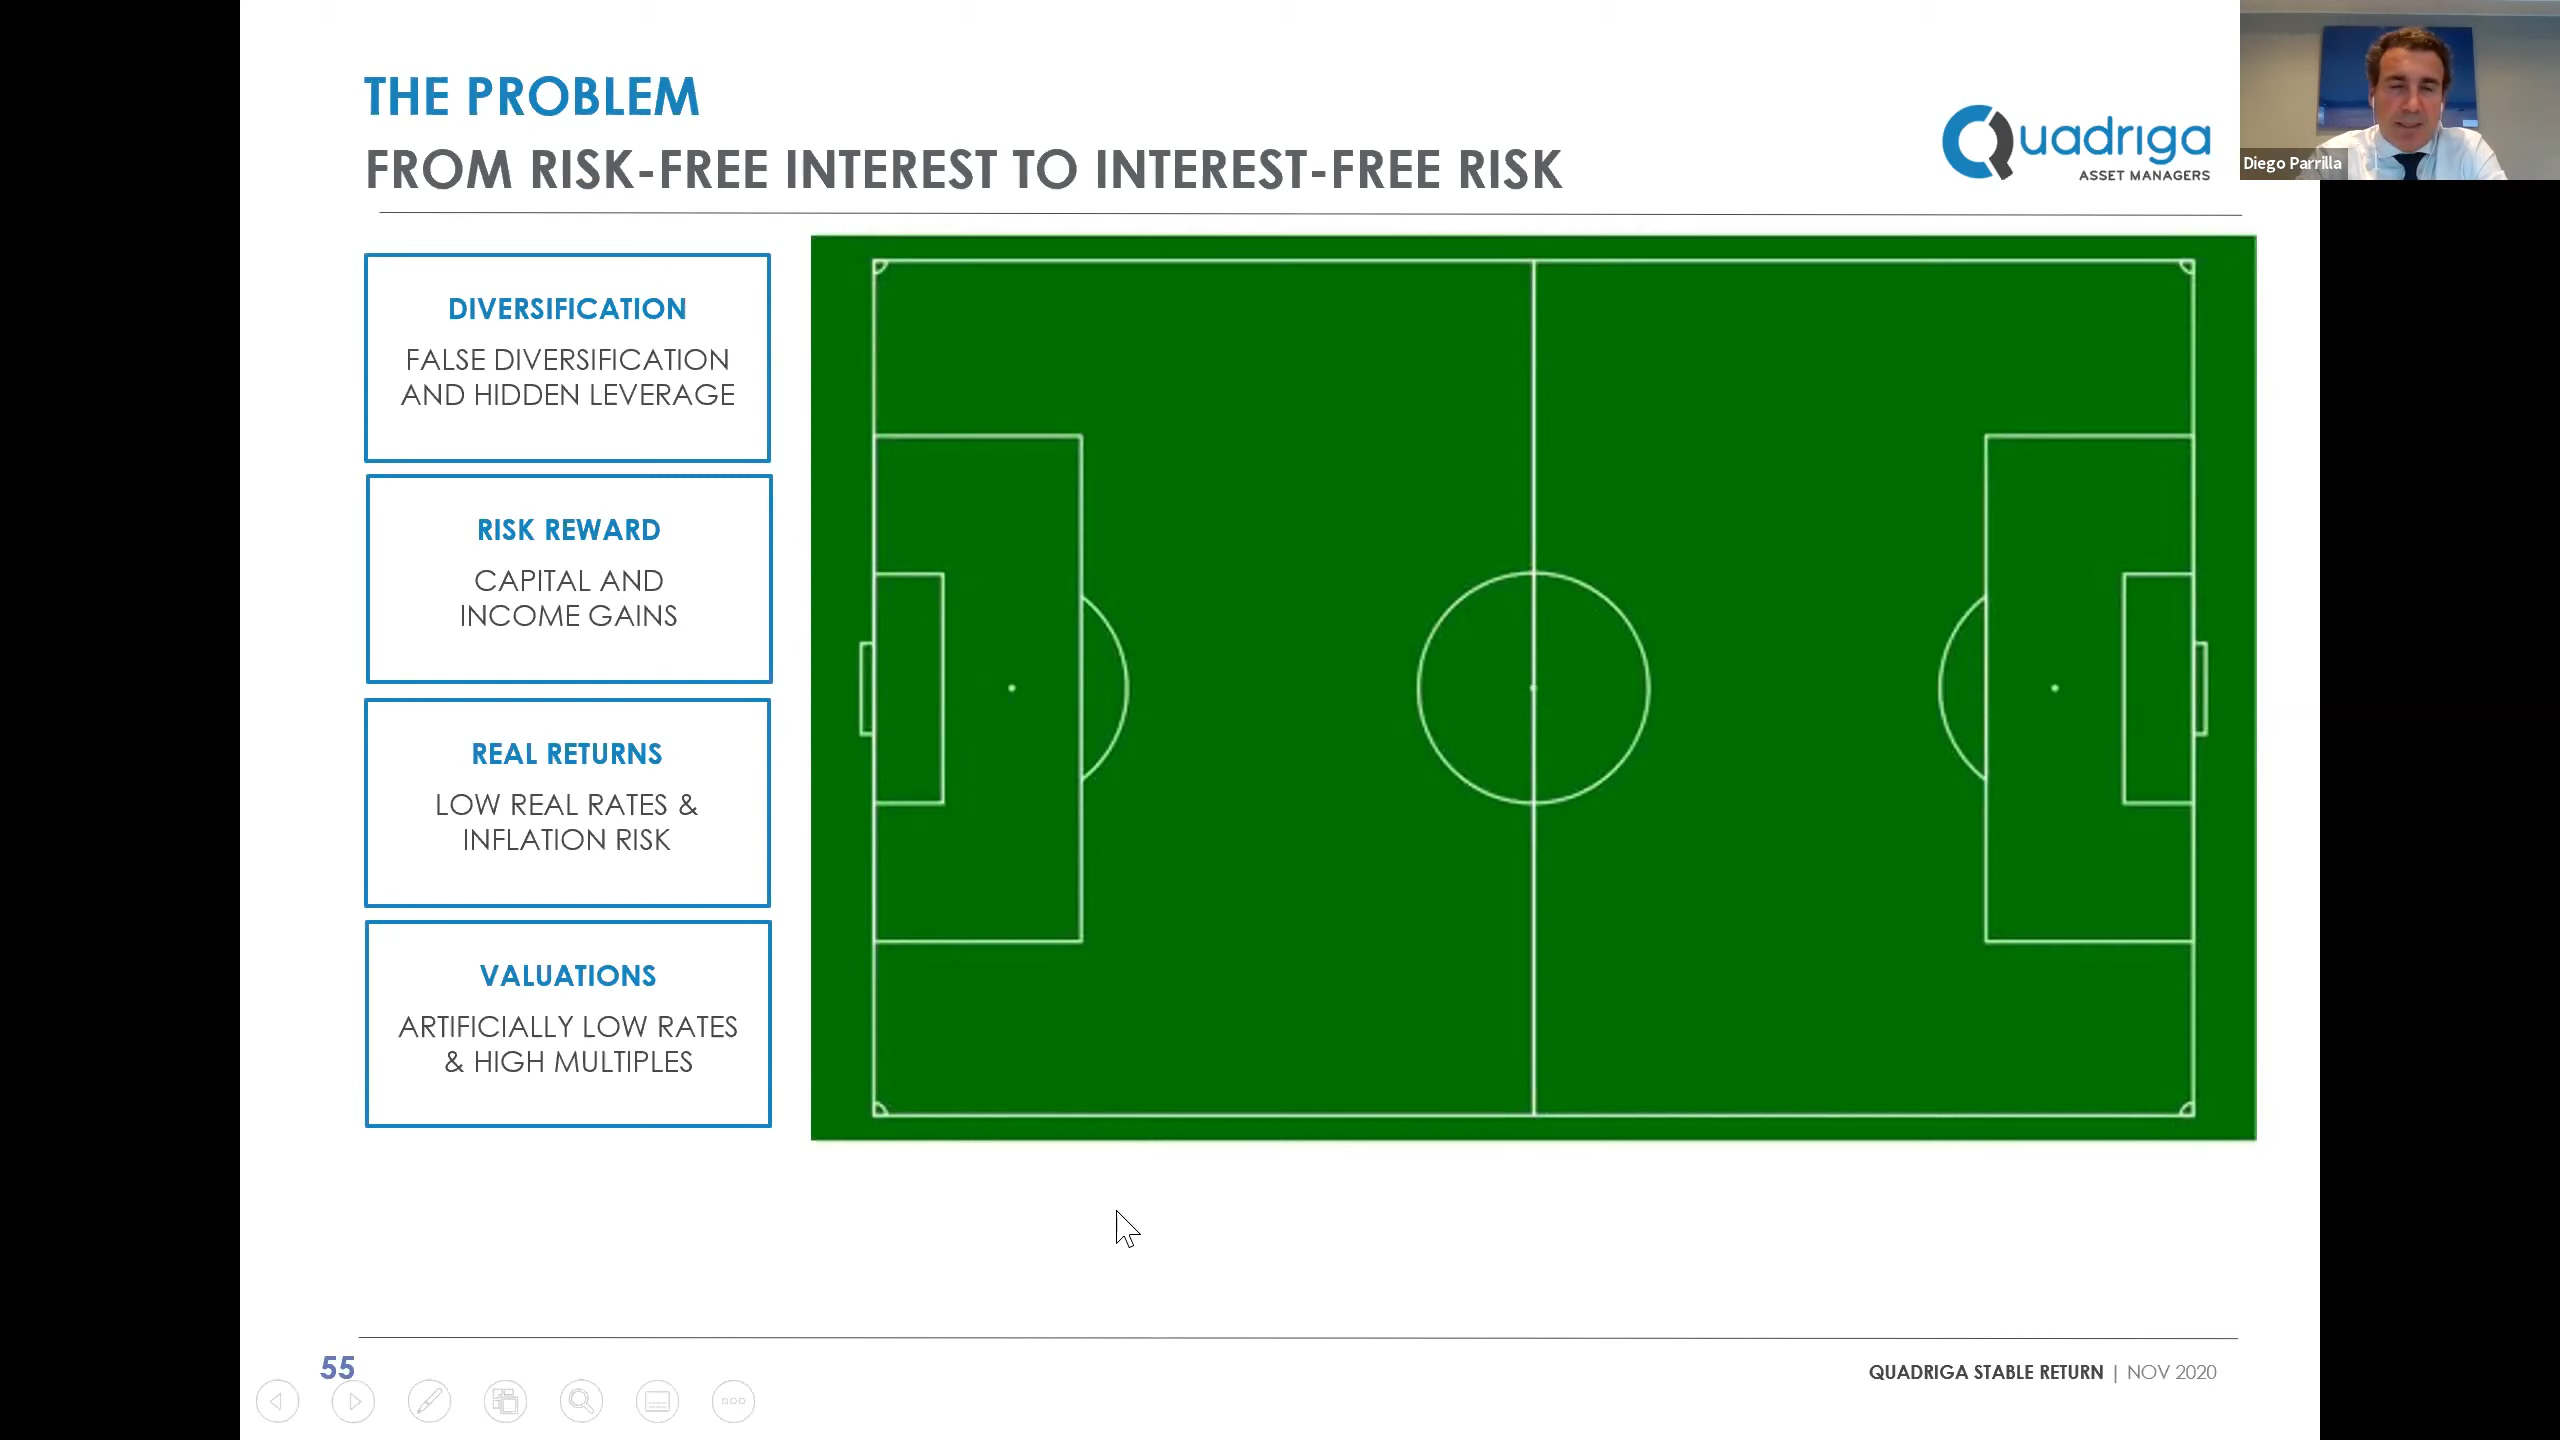 THE PROBLEM
FROM RISK-FREE INTEREST TO INTEREST-FREE RISK
Quadriga
ASSET MANAGERS
Diego Parrilla
DIVERSIFICATION
FALSE DIVERSIFICATION
AND HIDDEN LEVERAGE
RISK REWARD
CAPITAL AND
INCOME GAINS
REAL RETURNS
LOW REAL RATES &
INFLATION RISK
VALUATIONS
ARTIFICIALLY LOW RATES
& HIGH MULTIPLES
55
QUADRIGA STABLE RETURN | NOV 2020